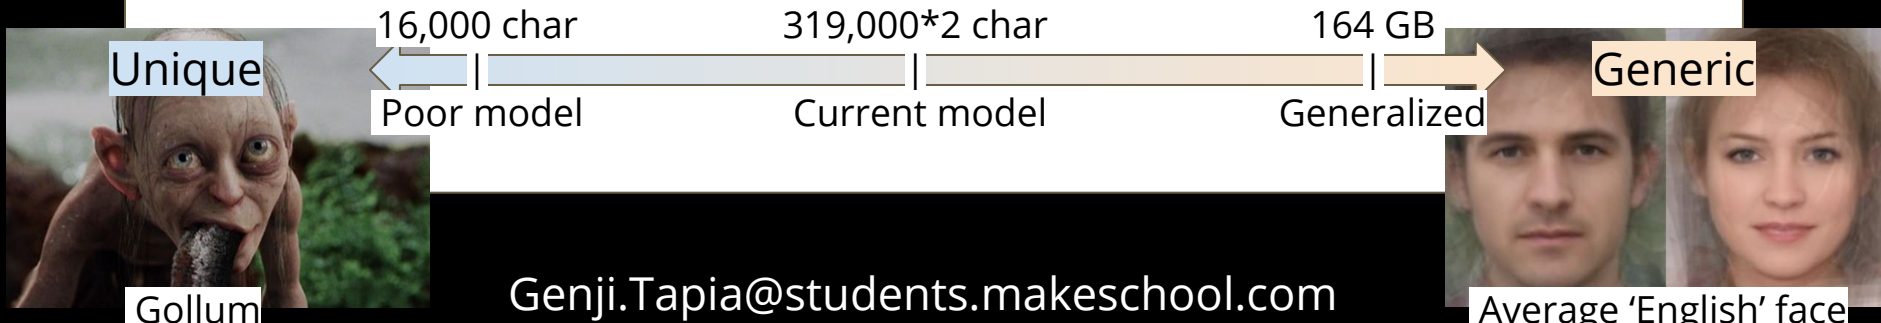 16,000 char
319,000*2 char
164 GB
Unique
Generic
|
|
|
Poor model
Current model
Generalized
Genji.Tapia@students.makeschool.com
Gollum
Average ‘English’ face